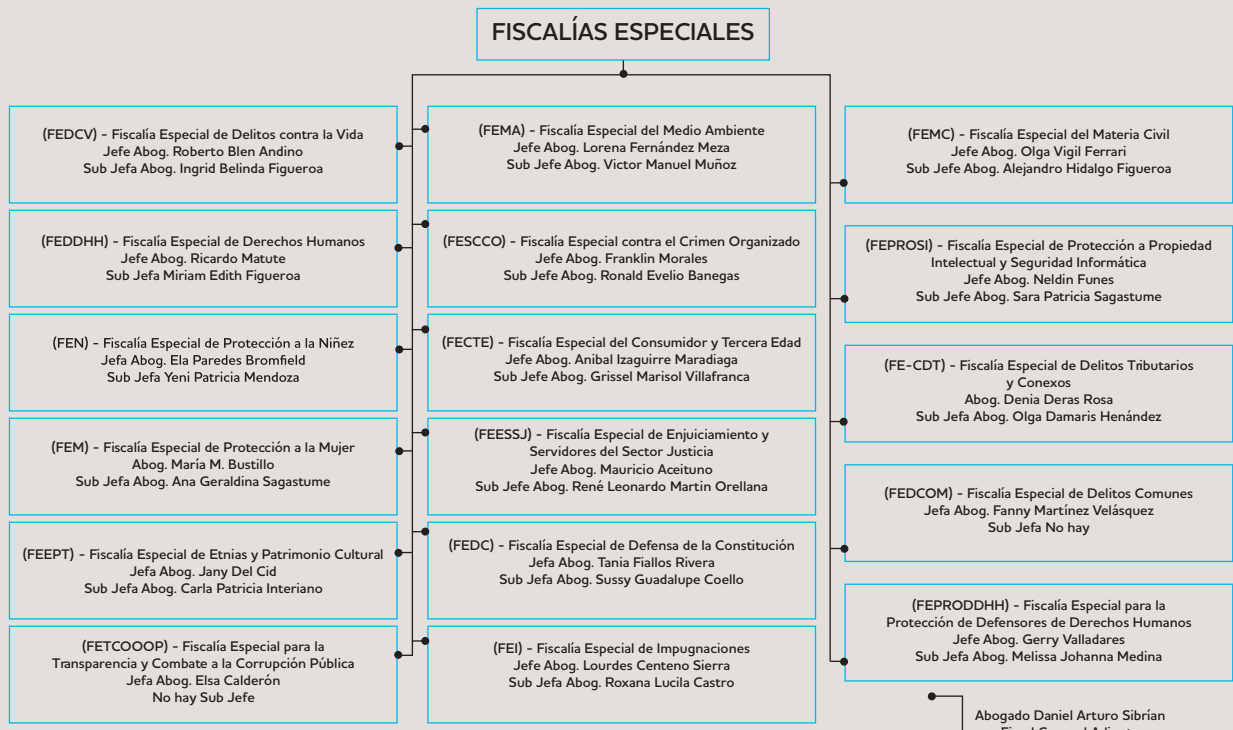 FISCALÍAS ESPECIALES
(FEDCV) - Fiscalía Especial de Delitos contra la Vida
Jefe Abog. Roberto Blen Andino
Sub Jefa Abog. Ingrid Belinda Figueroa
(FEDDHH) - Fiscalía Especial de Derechos Humanos
Jefe Abog. Ricardo Matute
Sub Jefa Miriam Edith Figueroa
(FEN) - Fiscalía Especial de Protección a la Niñez
Jefa Abog. Ela Paredes Bromfield
Sub Jefa Yeni Patricia Mendoza
(FEM) - Fiscalía Especial de Protección a la Mujer
Abog. María M. Bustillo
Sub Jefa Abog. Ana Geraldina Sagastume
(FEEPT) - Fiscalía Especial de Etnias y Patrimonio Cultural
Jefa Abog. Jany Del Cid
Sub Jefa Abog. Carla Patricia Interiano
(FETCOOOP) - Fiscalía Especial para la
Transparencia y Combate a la Corrupción Pública
Jefa Abog. Elsa Calderón
No hay Sub Jefe
(FEMA) - Fiscalía Especial del Medio Ambiente
Jefe Abog. Lorena Fernández Meza
Sub Jefe Abog. Victor Manuel Muñoz
(FESCCO) - Fiscalía Especial contra el Crimen Organizado
Jefe Abog. Franklin Morales
Sub Jefe Abog. Ronald Evelio Banegas
(FECTE) - Fiscalía Especial del Consumidor y Tercera Edad
Jefe Abog. Anibal Izaguirre Maradiaga
Sub Jefe Abog. Grissel Marisol Villafranca
(FEESSJ) - Fiscalía Especial de Enjuiciamiento y
Servidores del Sector Justicia
Jefe Abog. Mauricio Aceituno
Sub Jefe Abog. René Leonardo Martin Orellana
(FEDC) - Fiscalía Especial de Defensa de la Constitución
Jefa Abog. Tania Fiallos Rivera
Sub Jefa Abog. Sussy Guadalupe Coello
(FEI) - Fiscalía Especial de Impugnaciones
Jefe Abog. Lourdes Centeno Sierra
Sub Jefa Abog. Roxana Lucila Castro
(FEMC) - Fiscalía Especial del Materia Civil
Jefe Abog. Olga Vigil Ferrari
Sub Jefe Abog. Alejandro Hidalgo Figueroa
(FEPROSI) - Fiscalía Especial de Protección a Propiedad
Intelectual y Seguridad Informática
Jefe Abog. Neldin Funes
Sub Jefe Abog. Sara Patricia Sagastume
(FE-CDT) - Fiscalía Especial de Delitos Tributarios
y Conexos
Abog. Denia Deras Rosa
Sub Jefa Abog. Olga Damaris Henández
(FEDCOM) - Fiscalía Especial de Delitos Comunes
Jefa Abog. Fanny Martínez Velásquez
Sub Jefa No hay
(FEPRODDHH) - Fiscalía Especial para la
Protección de Defensores de Derechos Humanos
Jefe Abog. Gerry Valladares
Sub Jefa Abog. Melissa Johanna Medina
Abogado Daniel Arturo Sibrían